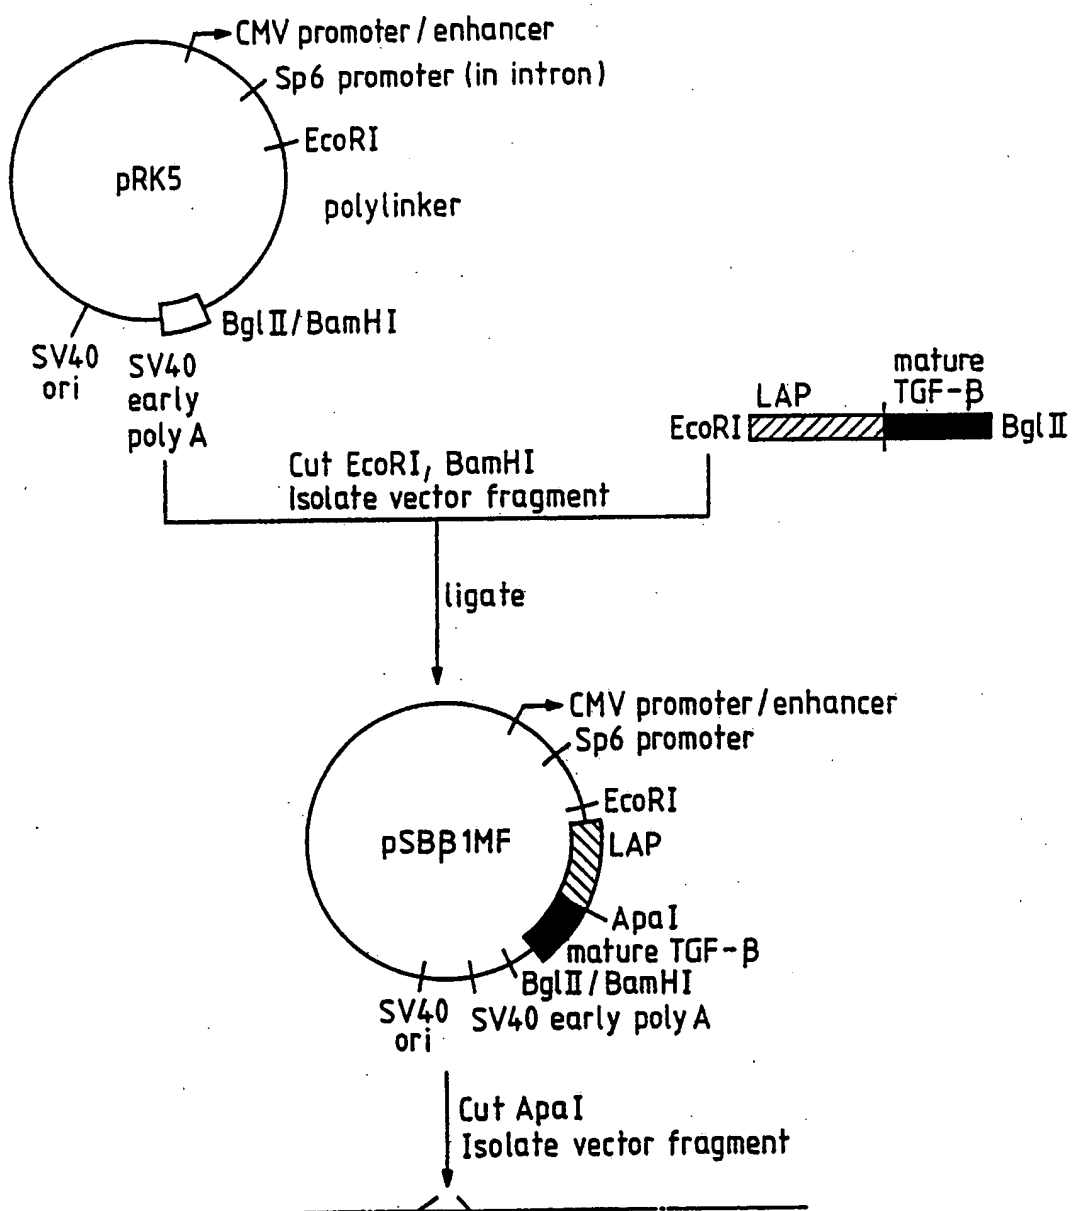 CMV promoter/enhancer
Sp6 promoter (in intron)
EcoRI
pRK5
polylinker
BglII/BamHI
SV40
ori
SV40
early
poly A
mature
TGF-β
LAP
EcoRI
BglII
Cut EcoRI, BamHI
Isolate vector fragment
ligate
CMV promoter/enhancer
Sp6 promoter
EcoRI
pSBβ1MF
LAP
ApaI
mature TGF-β
BglII/BamHI
SV40
ori
SV40 early poly A
Cut ApaI
Isolate vector fragment